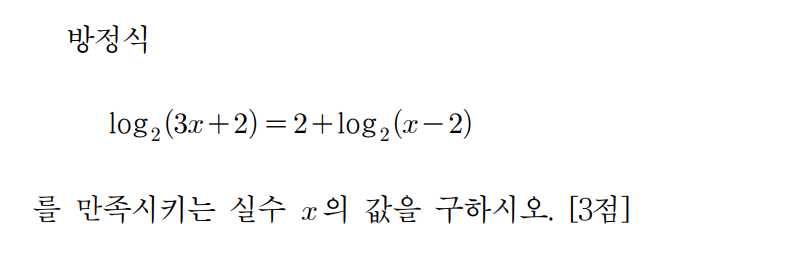 방정식
log₂(3x+2)=2+log₂(x-2)
를 만족시키는 실수 x의 값을 구하시오. [3점]